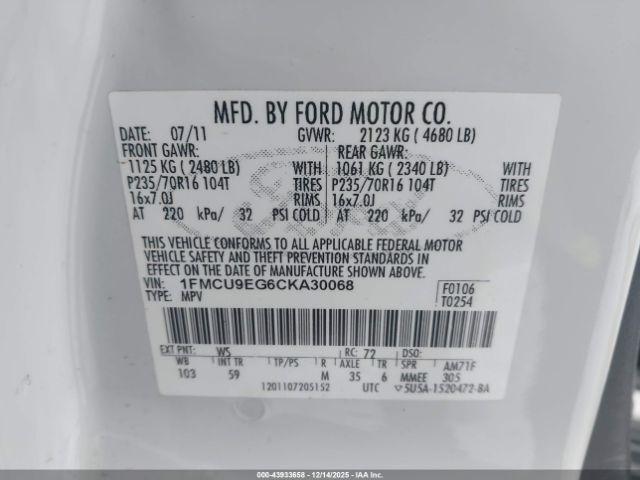 MFD. BY FORD MOTOR CO.
DATE: 07/11 GVWR: 2123 KG ( 4680 LB)
FRONT GAWR: REAR GAWR:
1125 KG ( 2480 LB) WITH 1061 KG ( 2340 LB) WITH
P235/70R16 104T TIRES P235/70R16 104T TIRES
16x7.0J RIMS 16x7.0J RIMS
AT 220 kPa/ 32 PSI COLD AT 220 kPa/ 32 PSI COLD
THIS VEHICLE CONFORMS TO ALL APPLICABLE FEDERAL MOTOR
VEHICLE SAFETY AND THEFT PREVENTION STANDARDS IN
EFFECT ON THE DATE OF MANUFACTURE SHOWN ABOVE.
VIN: 1FMCU9EG6CKA30068 F0106
TYPE: MPV T0254
EXT PNT: WS RC: 72 DSO:
WB INT TR TP/PS R AXLE TR SPR AM71F
103 59 M 35 6 MMEE 305
1201107205152 UTC 5U5A-1520472-BA
000-43933658 - 12/14/2025 - IAA Inc.